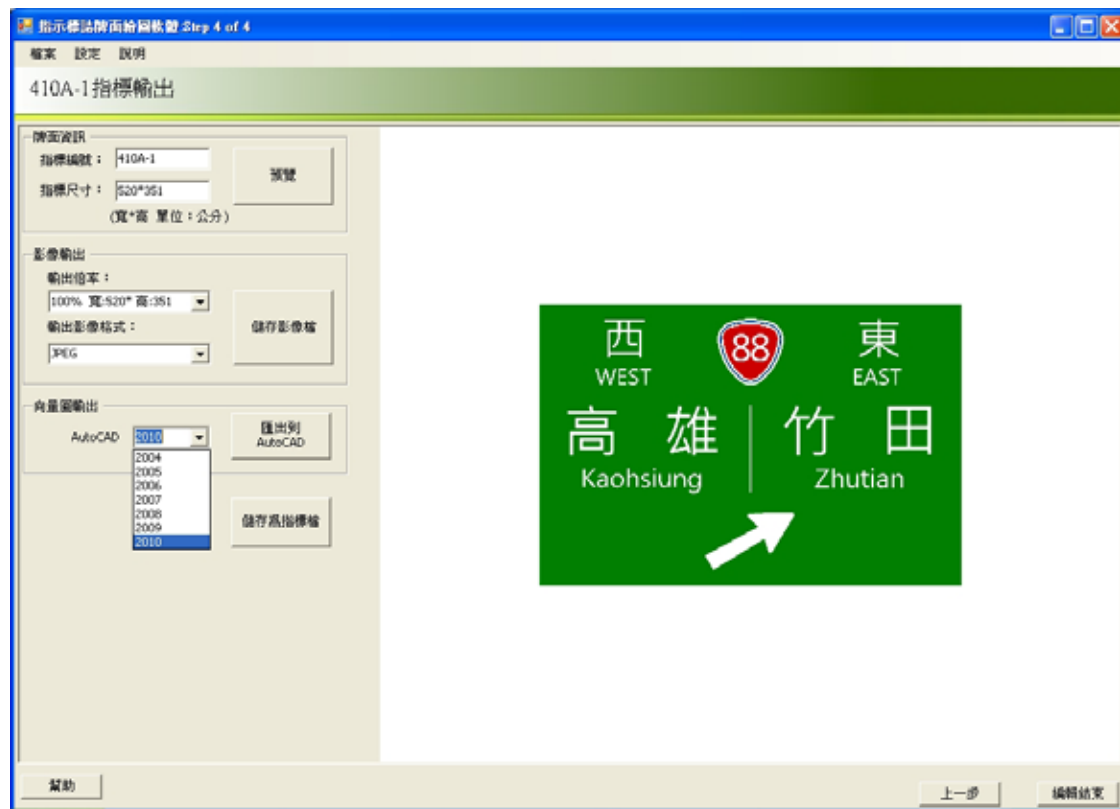 指示標誌牌面繪圖軟體 Step 4 of 4
檔案 設定 說明
410A-1指標輸出
牌面資訊
指標編號： 410A-1
預覽
指標尺寸： 520*351
(寬*高 單位：公分)
影像輸出
輸出倍率：
100% 寬:520* 高:351
輸出影像格式：
儲存影像檔
JPEG
向量圖輸出
AutoCAD 2010
匯出到
AutoCAD
2004
2005
2006
2007
2008
2009
2010
儲存為指標檔
西 88 東
WEST EAST
高雄 竹田
Kaohsiung Zhutian
幫助
上一步
編輯結束